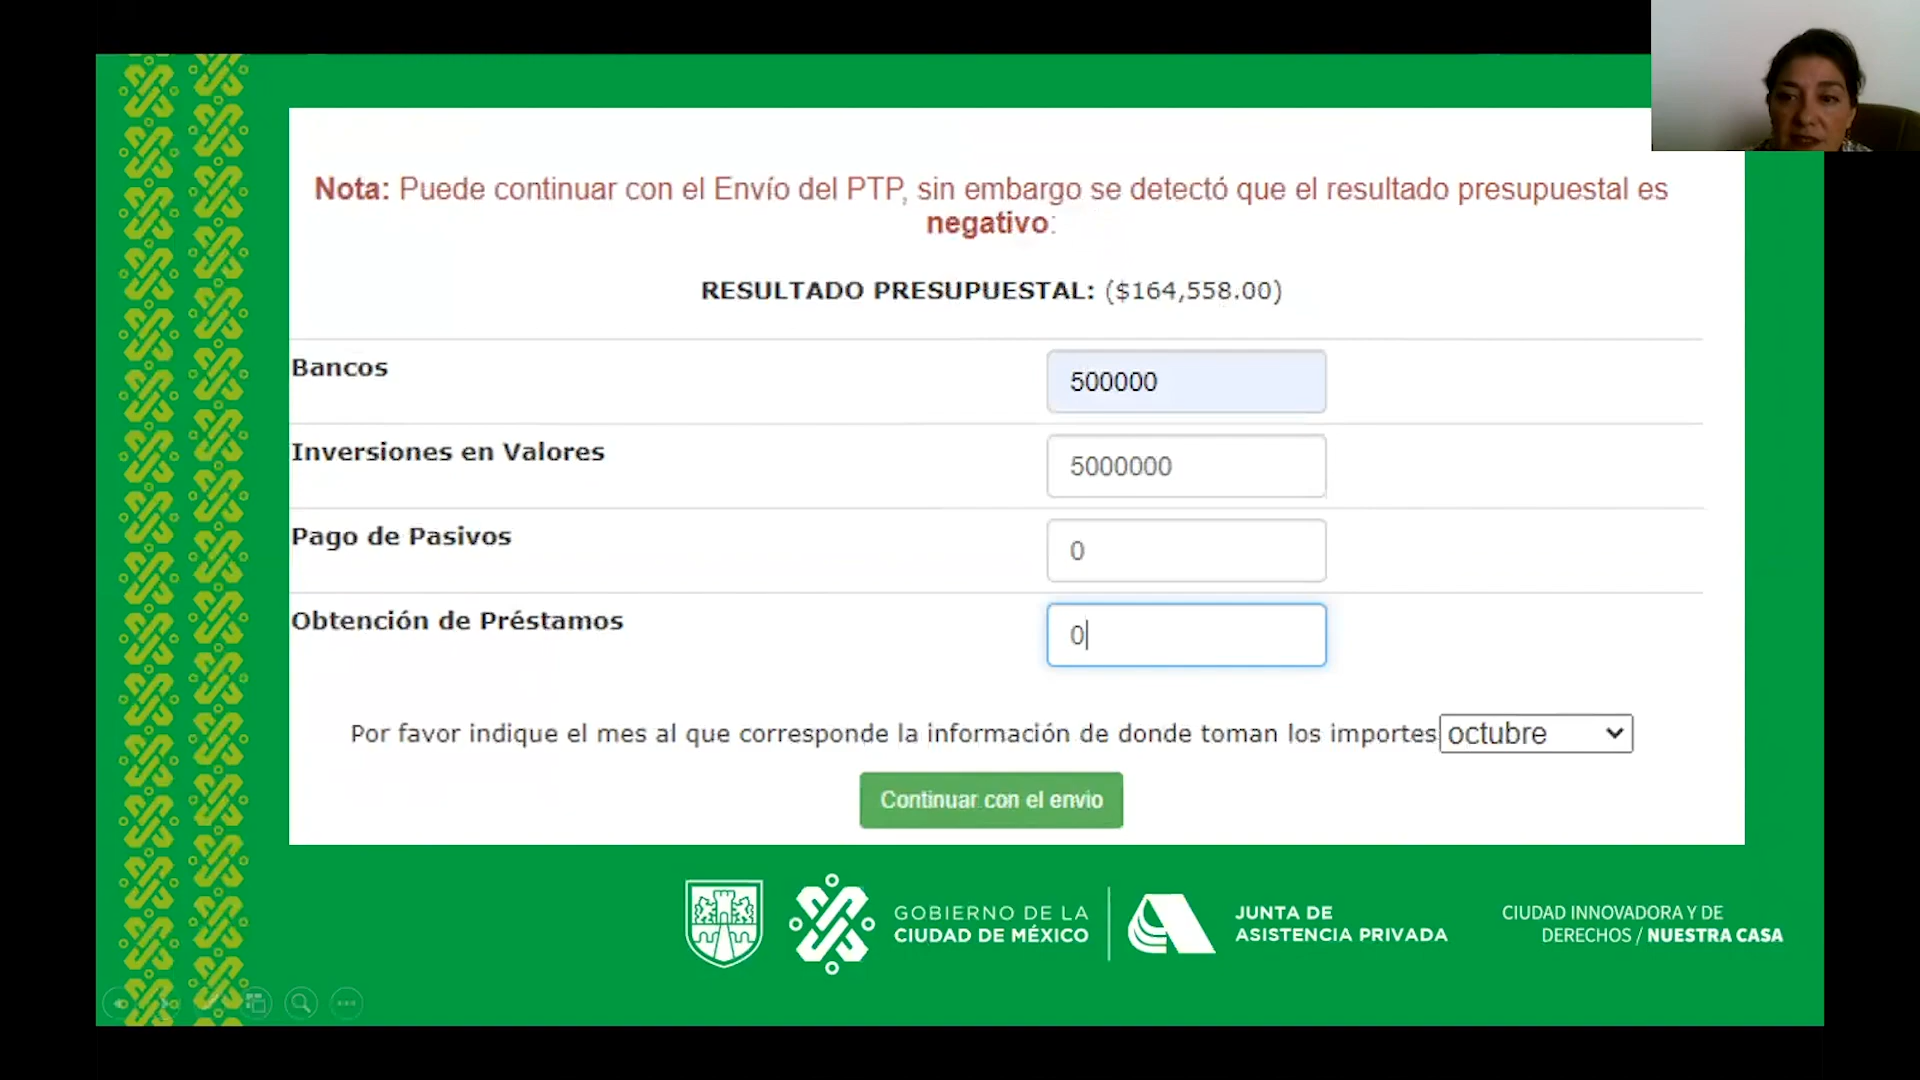 Nota: Puede continuar con el Envío del PTP, sin embargo se detectó que el resultado presupuestal es
negativo:
RESULTADO PRESUPUESTAL: ($164,558.00)
Bancos
500000
Inversiones en Valores
5000000
Pago de Pasivos
0
Obtención de Préstamos
0
Por favor indique el mes al que corresponde la información de donde toman los importes octubre
Continuar con el envio
GOBIERNO DE LA
CIUDAD DE MÉXICO
JUNTA DE
ASISTENCIA PRIVADA
CIUDAD INNOVADORA Y DE
DERECHOS / NUESTRA CASA